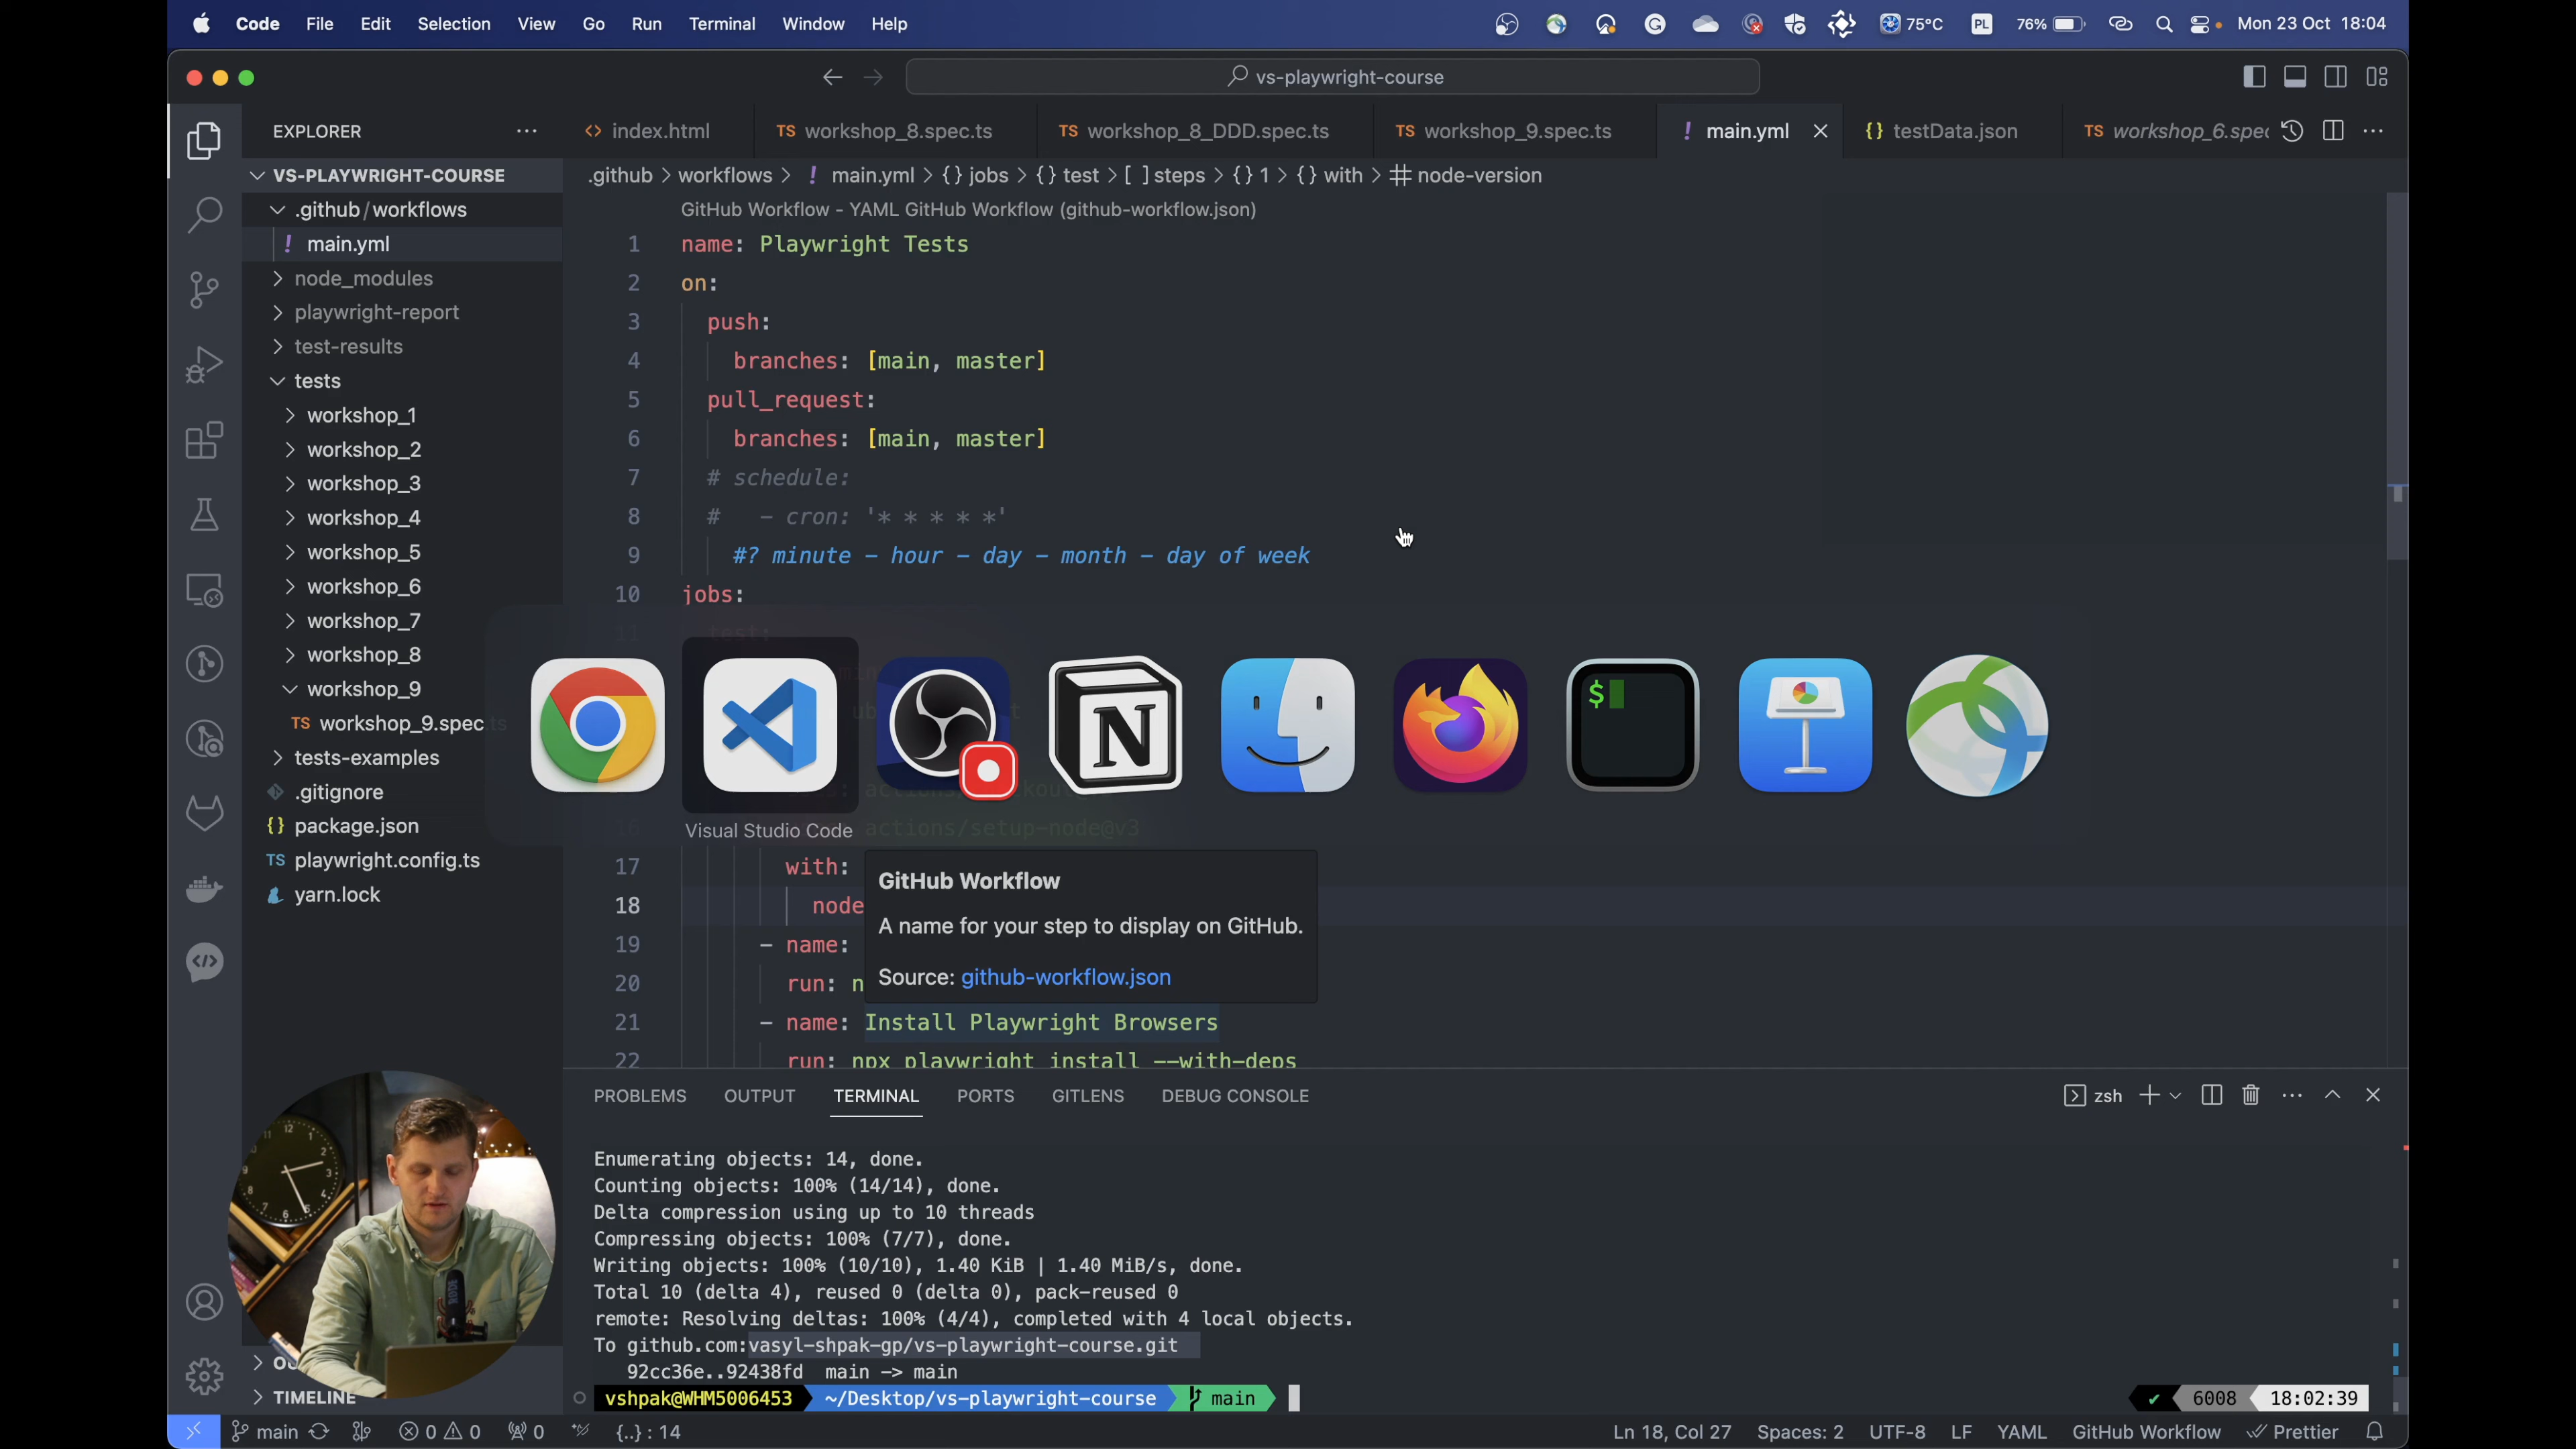 Code File Edit Selection View Go Run Terminal Window Help
75°C PL 76% Mon 23 Oct 18:04
vs-playwright-course
EXPLORER
index.html
TS workshop_8.spec.ts
TS workshop_8_DDD.spec.ts
TS workshop_9.spec.ts
! main.yml
{} testData.json
TS workshop_6.spec
VS-PLAYWRIGHT-COURSE
.github > workflows > ! main.yml > {} jobs > {} test > [ ] steps > {} 1 > {} with > # node-version
.github/workflows
! main.yml
node_modules
playwright-report
test-results
tests
workshop_1
workshop_2
workshop_3
workshop_4
workshop_5
workshop_6
workshop_7
workshop_8
workshop_9
TS workshop_9.spec.ts
tests-examples
.gitignore
{} package.json
TS playwright.config.ts
yarn.lock
TIMELINE
GitHub Workflow - YAML GitHub Workflow (github-workflow.json)
1 name: Playwright Tests
2 on:
3 push:
4 branches: [main, master]
5 pull_request:
6 branches: [main, master]
7 # schedule:
8 # - cron: '* * * * *'
9 #? minute - hour - day - month - day of week
10 jobs:
11 test:
N
$
Visual Studio Code
16 actions/setup-node@v3
17 with:
18 node
19 - name:
20 run: n
21 - name: Install Playwright Browsers
22 run: npx playwright install --with-deps
GitHub Workflow
A name for your step to display on GitHub.
Source: github-workflow.json
PROBLEMS OUTPUT TERMINAL PORTS GITLENS DEBUG CONSOLE
zsh
Enumerating objects: 14, done.
Counting objects: 100% (14/14), done.
Delta compression using up to 10 threads
Compressing objects: 100% (7/7), done.
Writing objects: 100% (10/10), 1.40 KiB | 1.40 MiB/s, done.
Total 10 (delta 4), reused 0 (delta 0), pack-reused 0
remote: Resolving deltas: 100% (4/4), completed with 4 local objects.
To github.com:vasyl-shpak-gp/vs-playwright-course.git
92cc36e..92438fd main -> main
vshpak@WHM5006453 ~/Desktop/vs-playwright-course main
✔ 6008 18:02:39
main 0 0 0 {..} : 14
Ln 18, Col 27 Spaces: 2 UTF-8 LF YAML GitHub Workflow Prettier